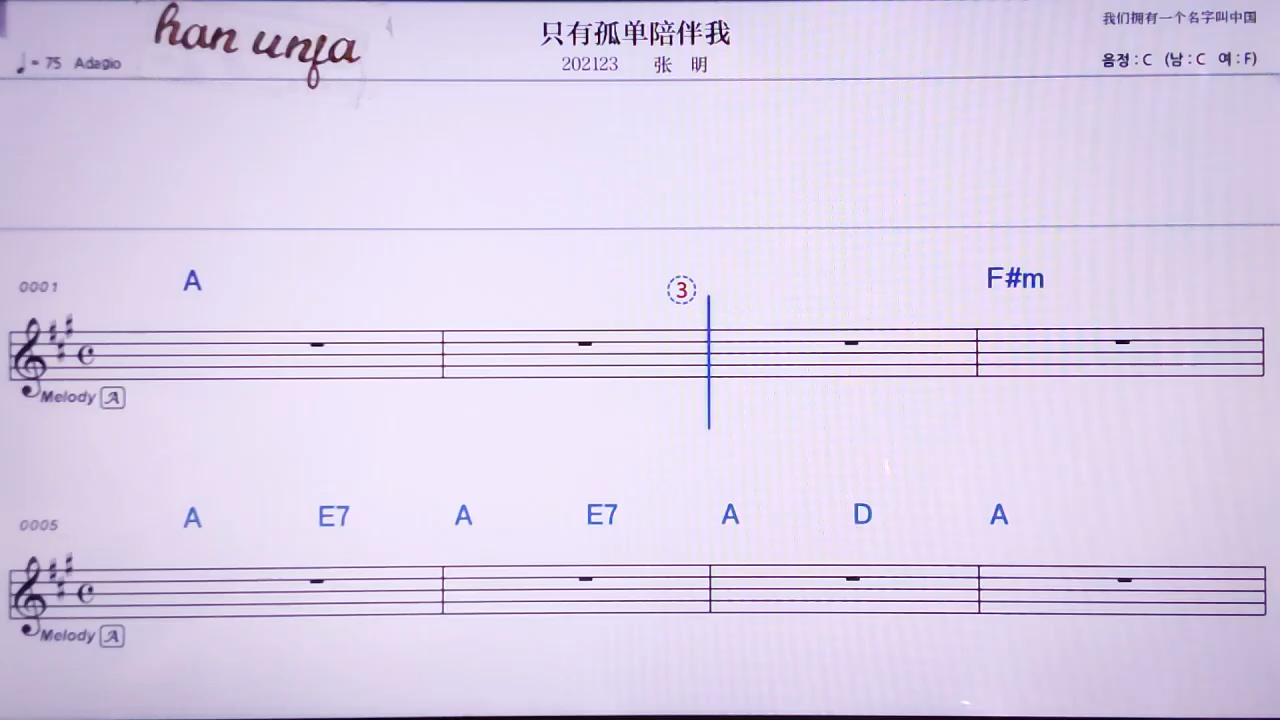 han unfa
只有孤单陪伴我
我们拥有一个名字叫中国
♩= 75 Adagio
202123 张 明
음정 : C (남 : C 여 : F)
0001
A
③
F#m
Melody A
0005
A E7 A E7 A D A
Melody A